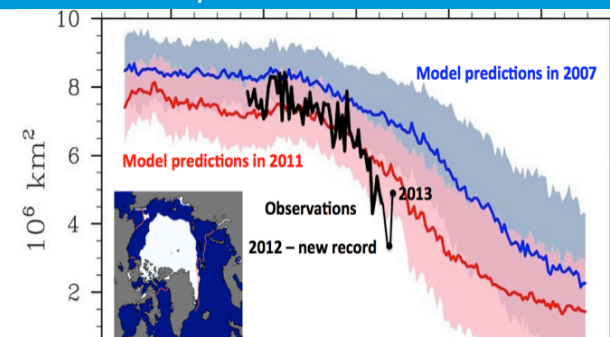 10
8
6
4
2
10⁶ km²
Model predictions in 2007
Model predictions in 2011
Observations
2013
2012 – new record